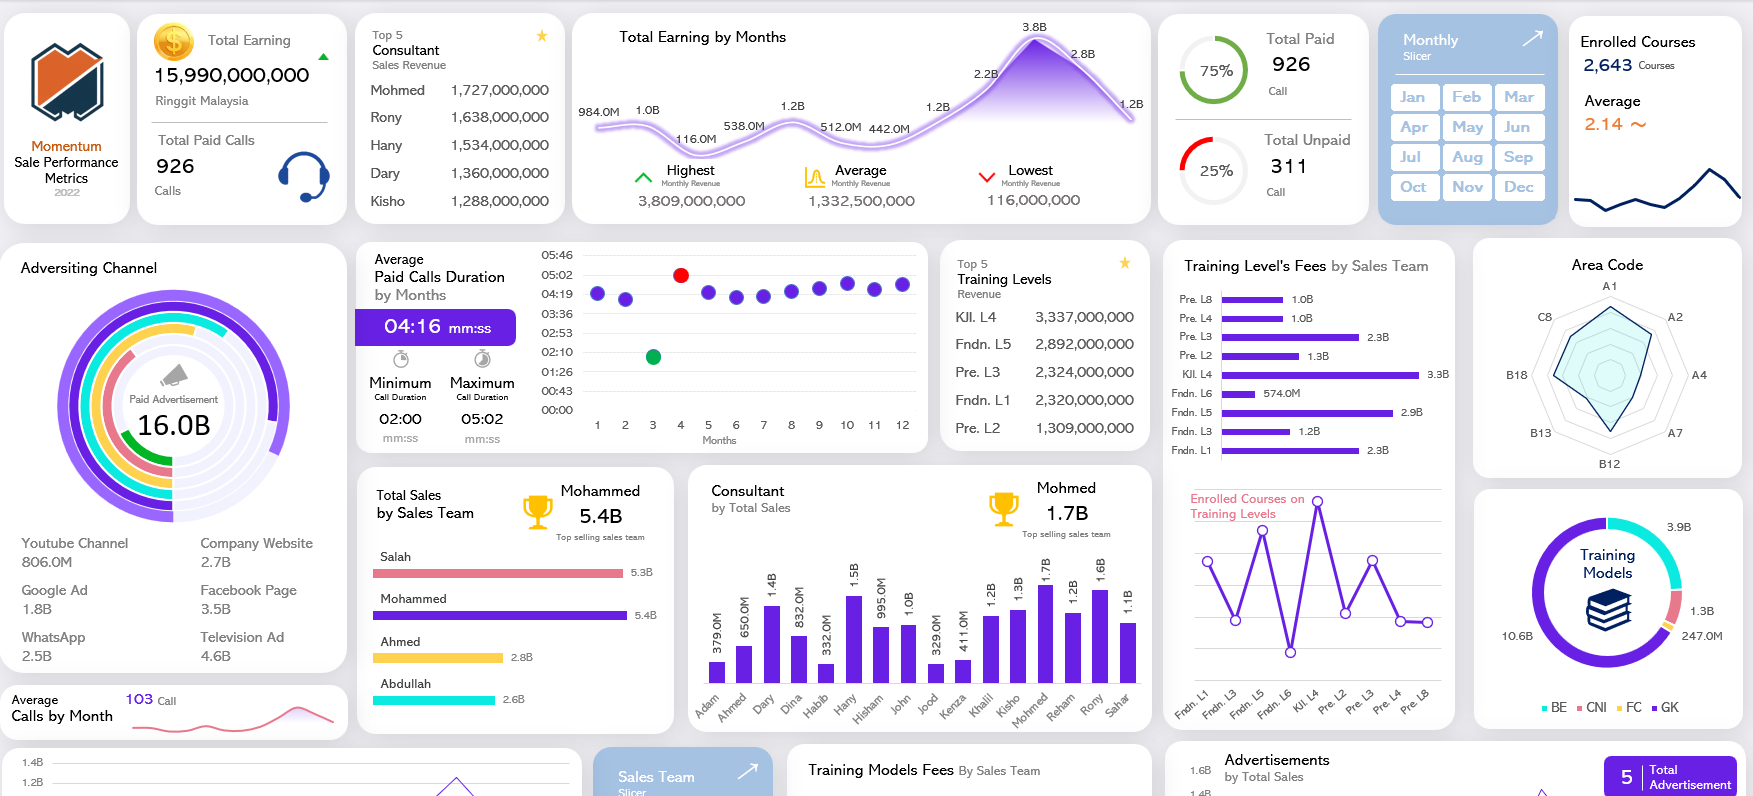 Momentum
Sale Performance
Metrics
2022
Total Earning
15,990,000,000
Ringgit Malaysia
Total Paid Calls
926
Calls
Top 5
Consultant
Sales Revenue
Mohmed 1,727,000,000
Rony 1,638,000,000
Hany 1,534,000,000
Dary 1,360,000,000
Kisho 1,288,000,000
Total Earning by Months
984.0M 1.0B 116.0M 538.0M 1.2B 512.0M 442.0M 1.2B 2.2B 3.8B 2.8B 1.2B
Highest
Monthly Revenue
3,809,000,000
Average
Monthly Revenue
1,332,500,000
Lowest
Monthly Revenue
116,000,000
75%
Total Paid
926
Call
25%
Total Unpaid
311
Call
Monthly
Slicer
Jan Feb Mar
Apr May Jun
Jul Aug Sep
Oct Nov Dec
Enrolled Courses
2,643 Courses
Average
2.14 ~
Adversiting Channel
Paid Advertisement
16.0B
Youtube Channel
806.0M
Company Website
2.7B
Google Ad
1.8B
Facebook Page
3.5B
WhatsApp
2.5B
Television Ad
4.6B
Average
Paid Calls Duration
by Months
04:16 mm:ss
Minimum
Call Duration
02:00
mm:ss
Maximum
Call Duration
05:02
mm:ss
05:46
05:02
04:19
03:36
02:53
02:10
01:26
00:43
00:00
1 2 3 4 5 6 7 8 9 10 11 12
Months
Top 5
Training Levels
Revenue
KJI. L4 3,337,000,000
Fndn. L5 2,892,000,000
Pre. L3 2,324,000,000
Fndn. L1 2,320,000,000
Pre. L2 1,309,000,000
Training Level's Fees by Sales Team
Pre. L8 1.0B
Pre. L4 1.0B
Pre. L3 2.3B
Pre. L2 1.3B
KJI. L4 3.3B
Fndn. L6 574.0M
Fndn. L5 2.9B
Fndn. L3 1.2B
Fndn. L1 2.3B
Enrolled Courses on
Training Levels
Fndn. L1 Fndn. L3 Fndn. L5 Fndn. L6 KJI. L4 Pre. L2 Pre. L3 Pre. L4 Pre. L8
Area Code
A1
A2
A4
A7
B12
B13
B18
C8
Total Sales
by Sales Team
Mohammed
5.4B
Top selling sales team
Salah
5.3B
Mohammed
5.4B
Ahmed
2.8B
Abdullah
2.6B
Consultant
by Total Sales
Mohmed
1.7B
Top selling sales team
379.0M 650.0M 1.4B 832.0M 332.0M 1.5B 995.0M 1.0B 329.0M 411.0M 1.2B 1.3B 1.7B 1.2B 1.6B 1.1B
Adam Ahmed Dary Dina Habib Hany Hisham John Jood Kenza Khalil Kisho Mohmed Reham Rony Sahar
Training
Models
3.9B
1.3B
247.0M
10.6B
BE CNI FC GK
Average
Calls by Month
103 Call
1.4B
1.2B
Sales Team
Slicer
Training Models Fees By Sales Team
Advertisements
by Total Sales
1.6B
1.4B
5 Total
Advertisement